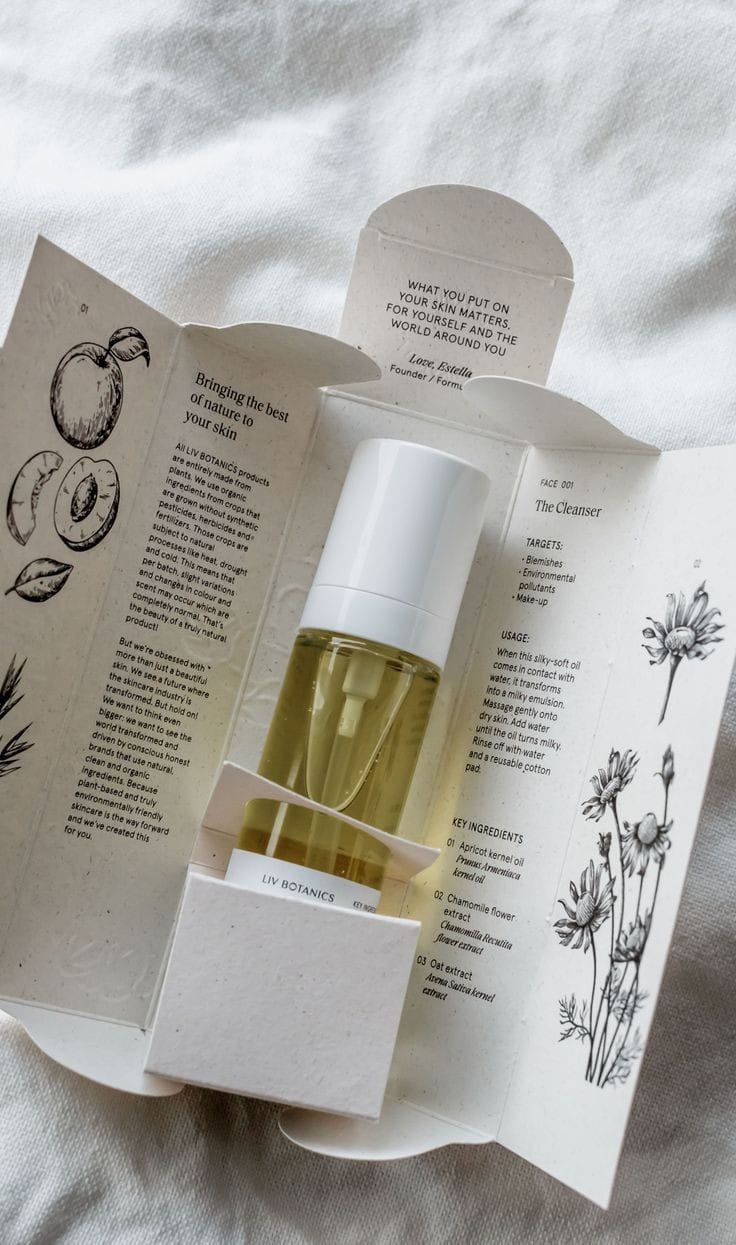 WHAT YOU PUT ON
YOUR SKIN MATTERS,
FOR YOURSELF AND THE
WORLD AROUND YOU
Love, Estella
Founder /
01
Bringing the best
of nature to
your skin
All LIV BOTANICS products
are entirely made from
plants. We use organic
ingredients from crops that
are grown without synthetic
pesticides, herbicides and
fertilizers. Those crops are
subject to natural
processes like heat, drought
and cold. This means that
per batch, slight variations
and changes in colour and
scent may occur which are
completely normal. That's
the beauty of a truly natural
product!
But we're obsessed with
more than just a beautiful
skin. We see a future where
the skincare industry is
transformed. But hold on!
We want to think even
bigger: we want to see the
world transformed and
driven by conscious honest
brands that use natural,
clean and organic
ingredients. Because
plant-based and truly
environmentally friendly
skincare is the way forward
and we've created this
for you.
LIV BOTANICS
KEY
FACE 001
The Cleanser
TARGETS:
• Blemishes
• Environmental
pollutants
• Make-up
USAGE:
When this silky-soft oil
comes in contact with
water, it transforms
into a milky emulsion.
Massage gently onto
dry skin. Add water
until the oil turns milky.
Rinse off with water
and a reusable cotton
pad.
KEY INGREDIENTS
01 Apricot kernel oil
Prunus Armeniaca
kernel oil
02 Chamomile flower
extract
Chamomilla Recutita
flower extract
03 Oat extract
Avena Sativa kernel
extract
02